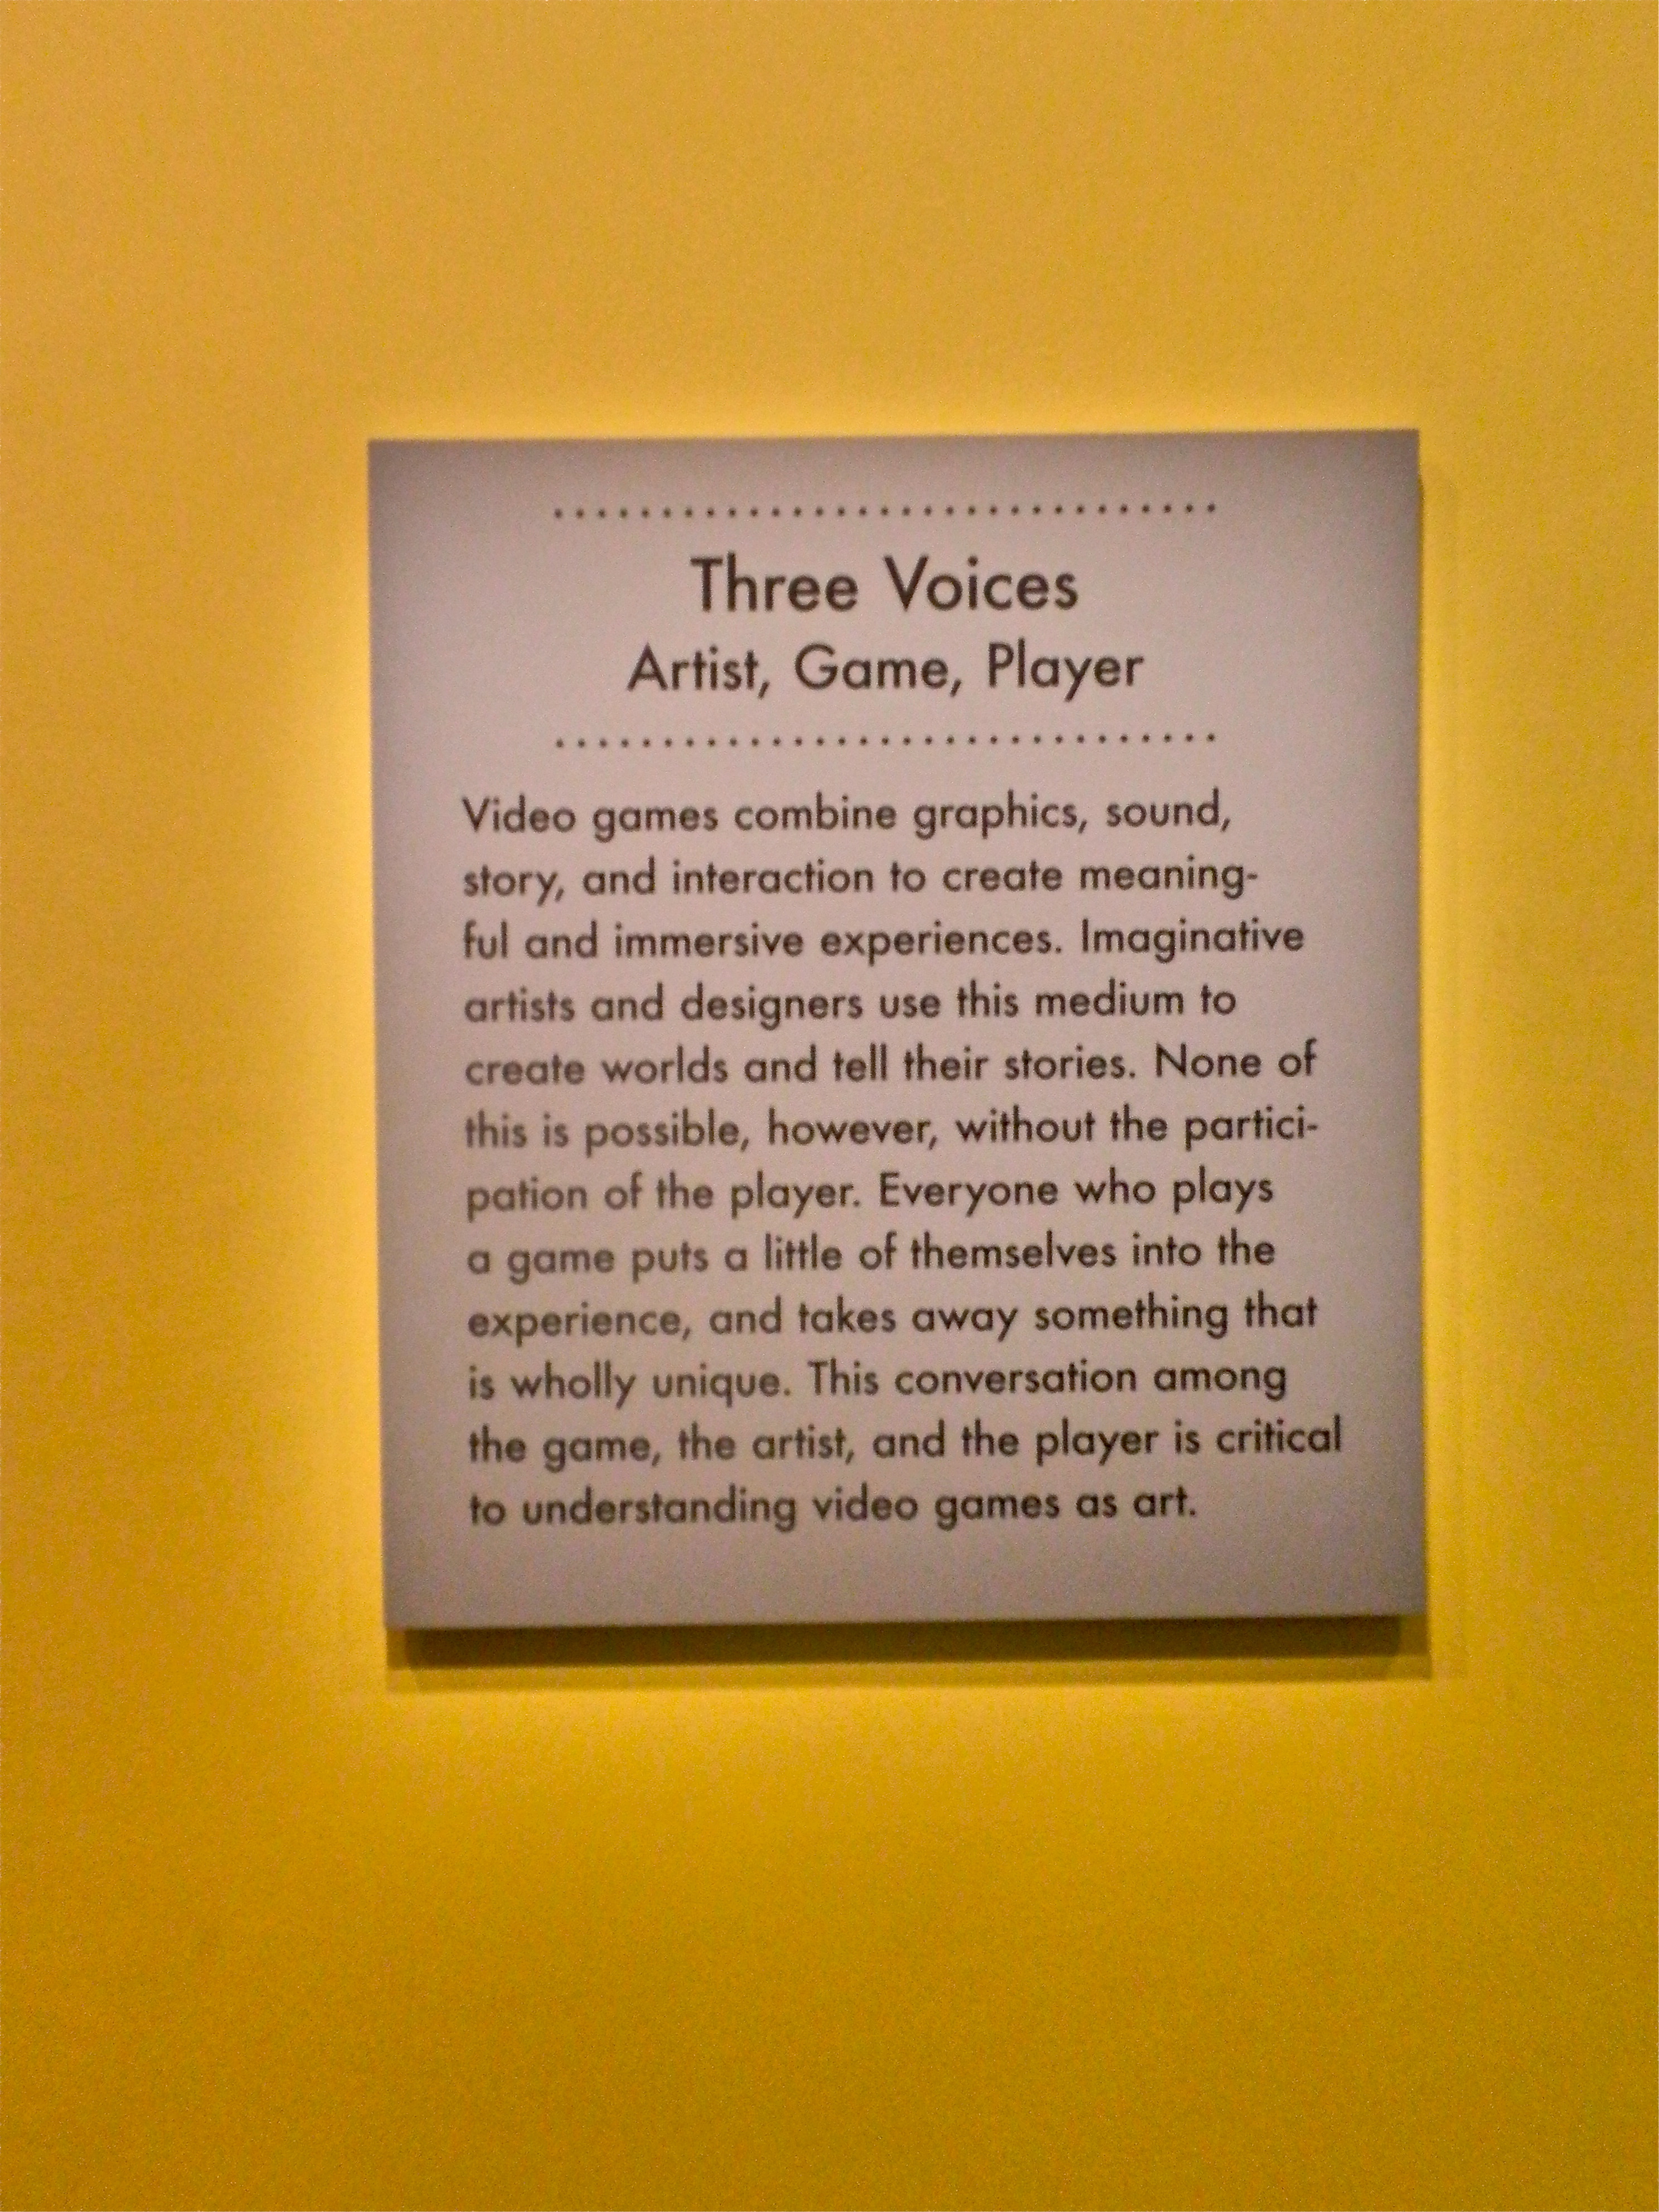 Three Voices
Artist, Game, Player
Video games combine graphics, sound,
story, and interaction to create meaning-
ful and immersive experiences. Imaginative
artists and designers use this medium to
create worlds and tell their stories. None of
this is possible, however, without the partici-
pation of the player. Everyone who plays
a game puts a little of themselves into the
experience, and takes away something that
is wholly unique. This conversation among
the game, the artist, and the player is critical
to understanding video games as art.